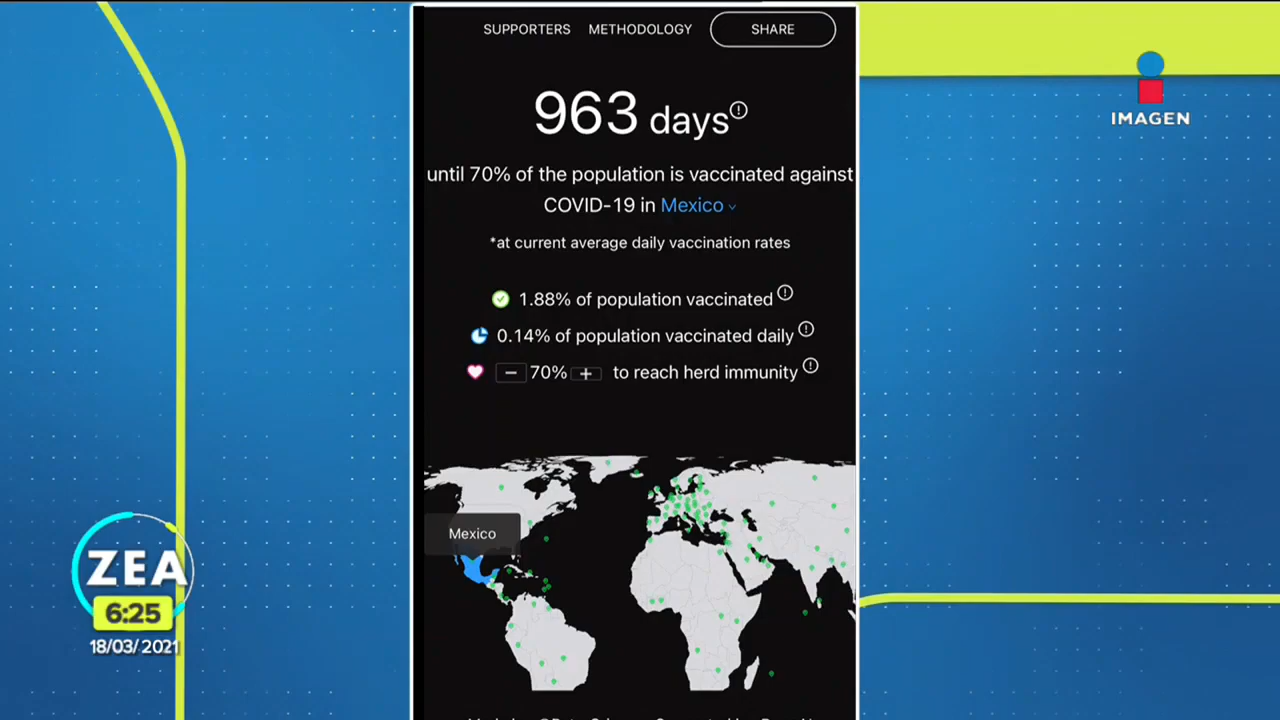 SUPPORTERS METHODOLOGY SHARE
963 days
until 70% of the population is vaccinated against
COVID-19 in Mexico
*at current average daily vaccination rates
1.88% of population vaccinated
0.14% of population vaccinated daily
− 70% + to reach herd immunity
Mexico
IMAGEN
ZEA
6:25
18/03/2021